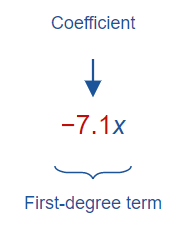 Coefficient
−7.1x
First-degree term